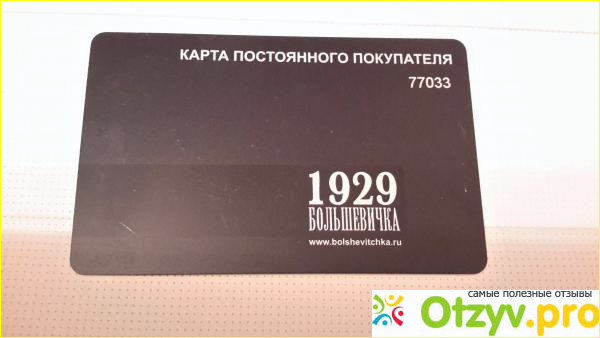 КАРТА ПОСТОЯННОГО ПОКУПАТЕЛЯ
77033
1929
БОЛЬШЕВИЧКА
www.bolshevitchka.ru
самые полезные отзывы
Otzyv.pro